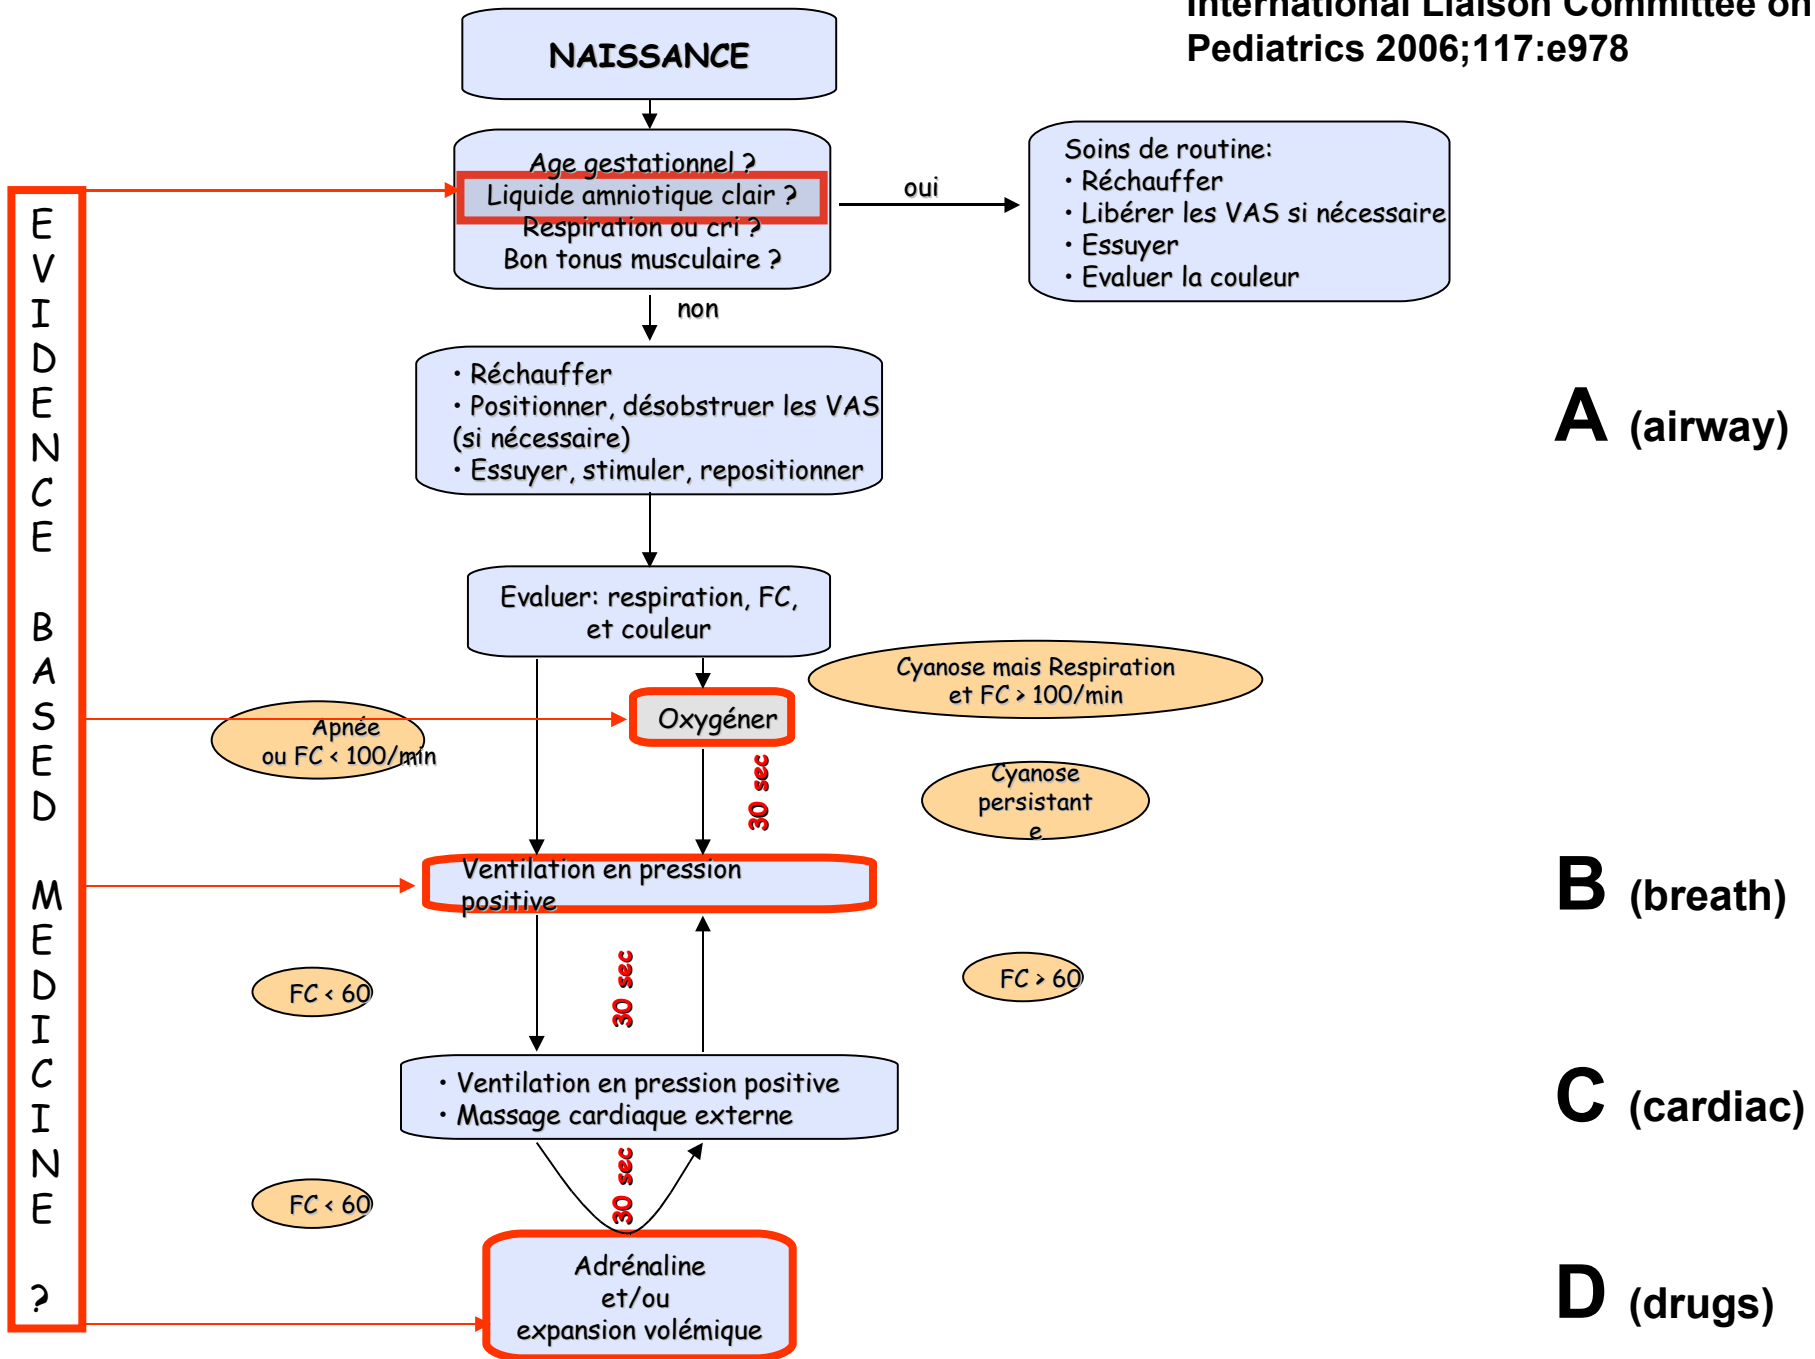 International Liaison Committee on
Pediatrics 2006;117:e978
NAISSANCE
Age gestationnel ?
Liquide amniotique clair ?
Respiration ou cri ?
Bon tonus musculaire ?
oui
Soins de routine:
• Réchauffer
• Libérer les VAS si nécessaire
• Essuyer
• Evaluer la couleur
non
• Réchauffer
• Positionner, désobstruer les VAS
(si nécessaire)
• Essuyer, stimuler, repositionner
A (airway)
Evaluer: respiration, FC,
et couleur
Cyanose mais Respiration
et FC > 100/min
Oxygéner
Apnée
ou FC < 100/min
30 sec
Cyanose
persistant
e
Ventilation en pression
positive
B (breath)
FC < 60
30 sec
FC > 60
• Ventilation en pression positive
• Massage cardiaque externe
C (cardiac)
FC < 60
30 sec
Adrénaline
et/ou
expansion volémique
D (drugs)
EVIDENCE BASED MEDICINE ?